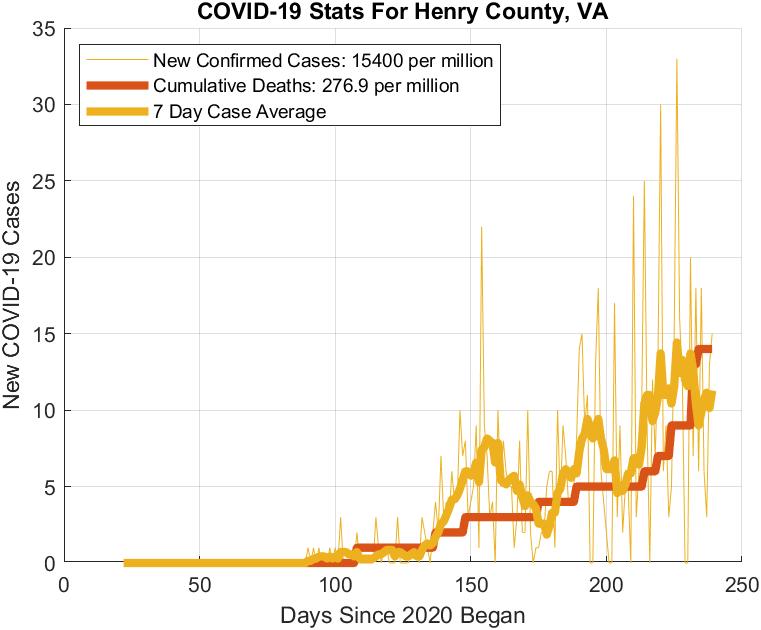 COVID-19 Stats For Henry County, VA
New Confirmed Cases: 15400 per million
Cumulative Deaths: 276.9 per million
7 Day Case Average
New COVID-19 Cases
35
30
25
20
15
10
5
0
0 50 100 150 200 250
Days Since 2020 Began